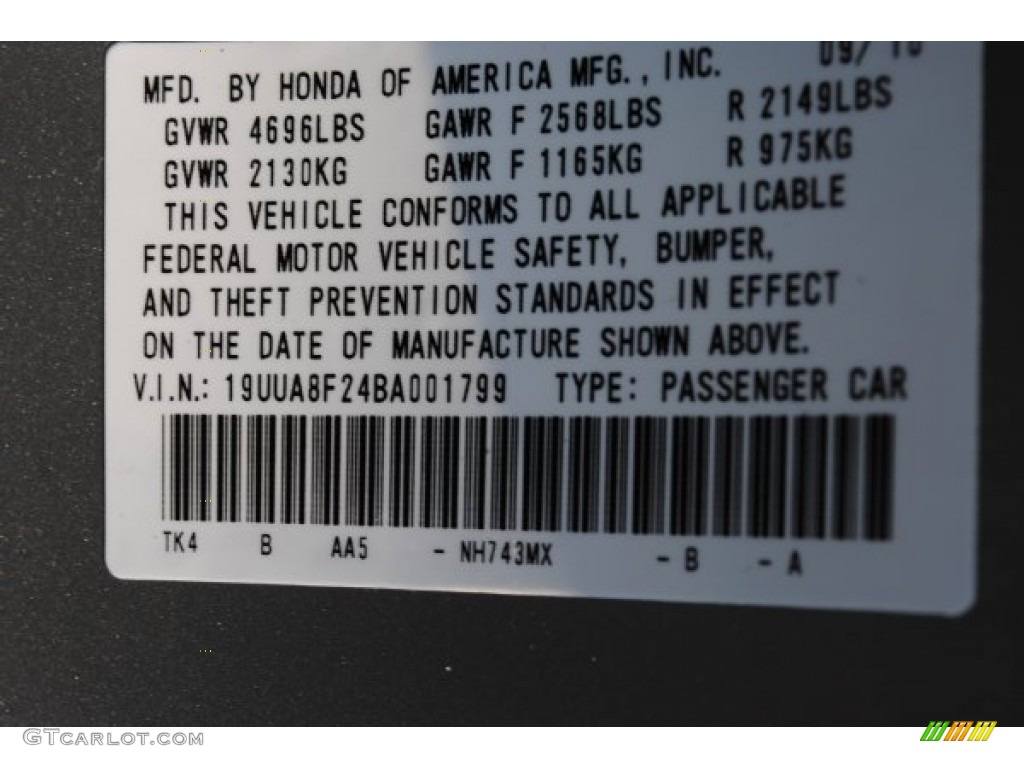 09/10
MFD. BY HONDA OF AMERICA MFG., INC.
GVWR 4696LBS GAWR F 2568LBS R 2149LBS
GVWR 2130KG GAWR F 1165KG R 975KG
THIS VEHICLE CONFORMS TO ALL APPLICABLE
FEDERAL MOTOR VEHICLE SAFETY, BUMPER,
AND THEFT PREVENTION STANDARDS IN EFFECT
ON THE DATE OF MANUFACTURE SHOWN ABOVE.
V.I.N.: 19UUA8F24BA001799 TYPE: PASSENGER CAR
TK4 B AA5 - NH743MX - B - A
GTCarLot.com